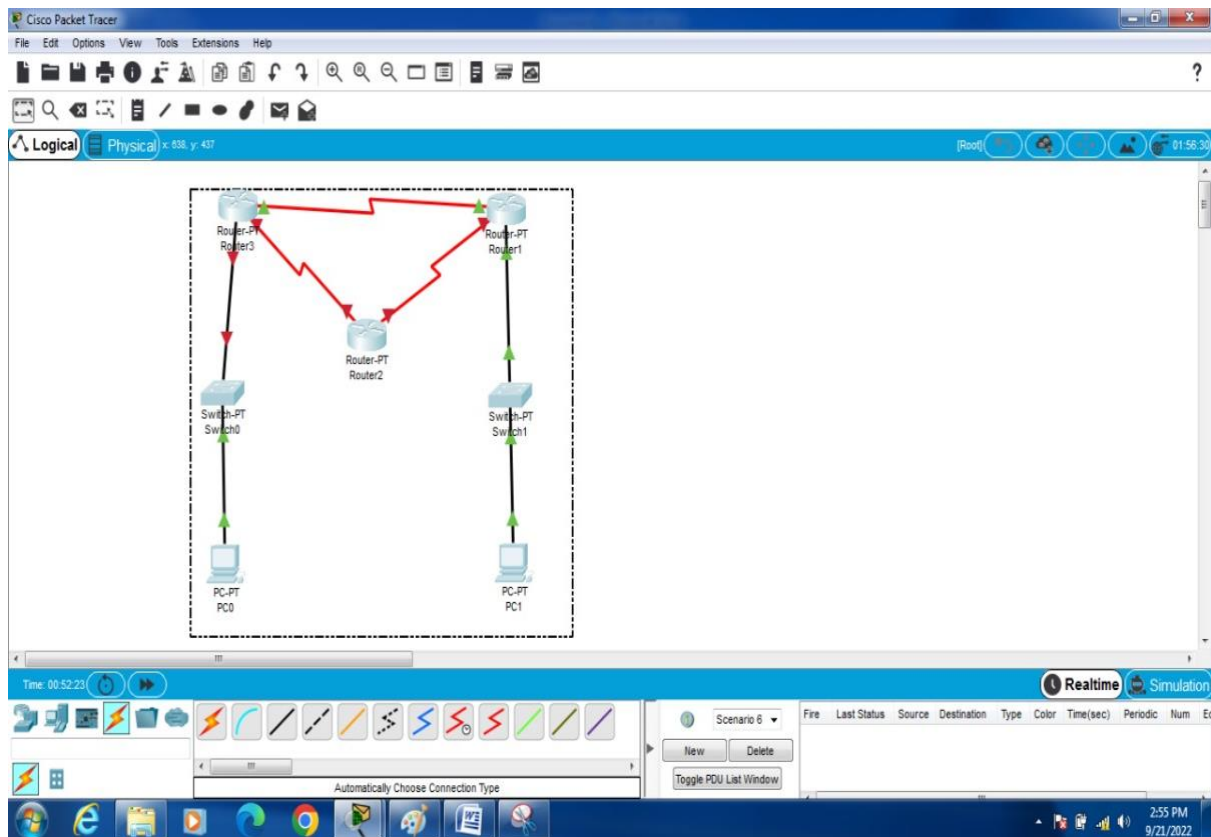 Cisco Packet Tracer
File Edit Options View Tools Extensions Help
?
Logical Physical x: 638, y: 437 [Root] 01:56:30
Router-PT
Router3
Router-PT
Router1
Router-PT
Router2
Switch-PT
Switch0
Switch-PT
Switch1
PC-PT
PC0
PC-PT
PC1
Time: 00:52:23 Realtime Simulation
Scenario 6 Fire Last Status Source Destination Type Color Time(sec) Periodic Num Ed
New Delete
Toggle PDU List Window
Automatically Choose Connection Type
2:55 PM
9/21/2022